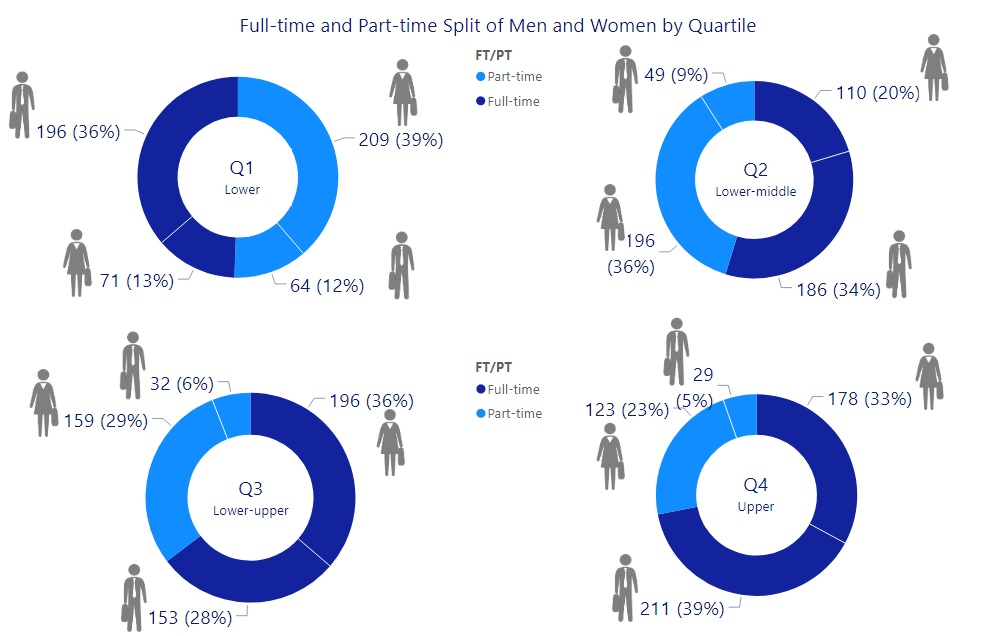 Full-time and Part-time Split of Men and Women by Quartile
FT/PT
Part-time
Full-time
196 (36%)
209 (39%)
Q1
Lower
71 (13%)
64 (12%)
49 (9%)
110 (20%)
Q2
Lower-middle
196
(36%)
186 (34%)
FT/PT
Full-time
Part-time
32 (6%)
196 (36%)
159 (29%)
Q3
Lower-upper
153 (28%)
29
(5%)
123 (23%)
178 (33%)
Q4
Upper
211 (39%)